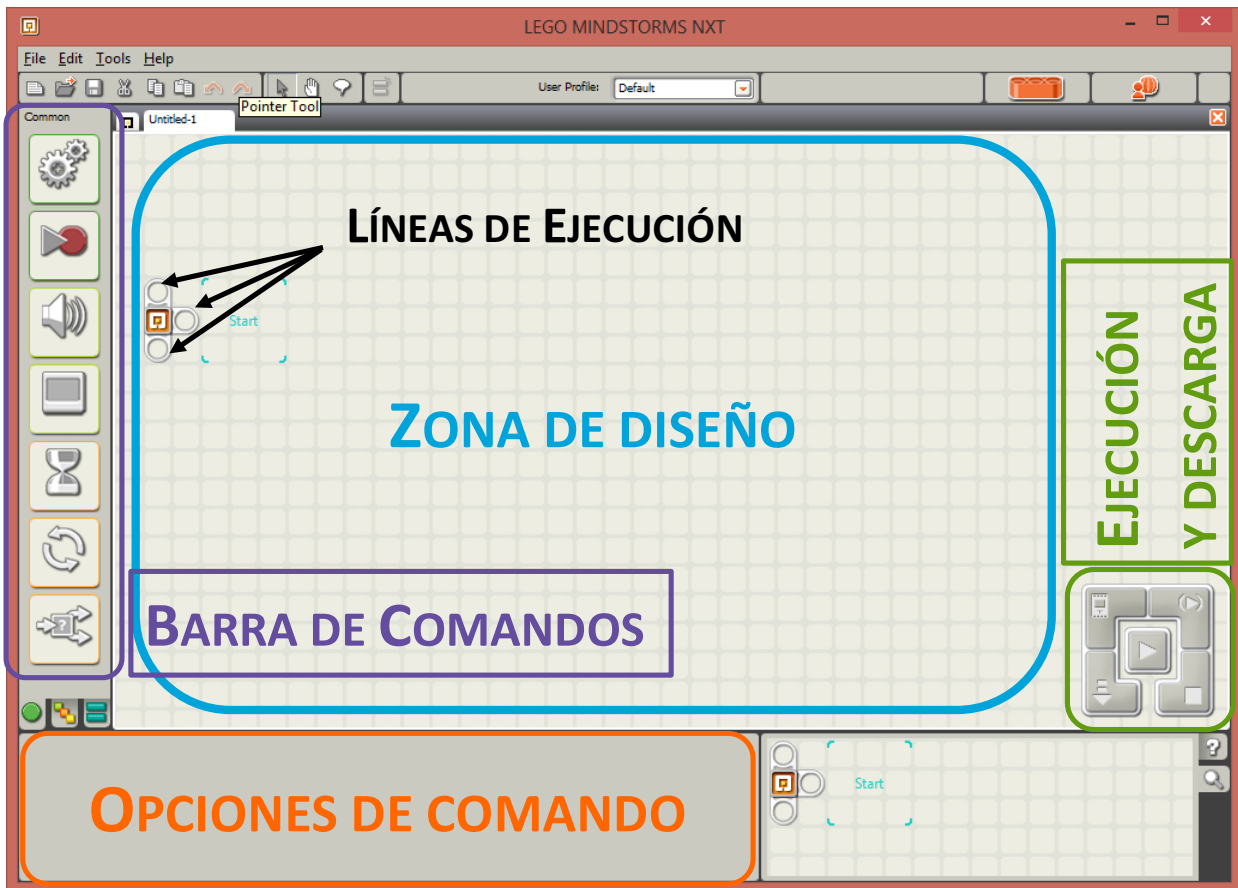 LEGO MINDSTORMS NXT
File Edit Tools Help
User Profile: Default
Pointer Tool
Common
Untitled-1
LÍNEAS DE EJECUCIÓN
Start
ZONA DE DISEÑO
EJECUCIÓN
Y DESCARGA
BARRA DE COMANDOS
OPCIONES DE COMANDO
Start